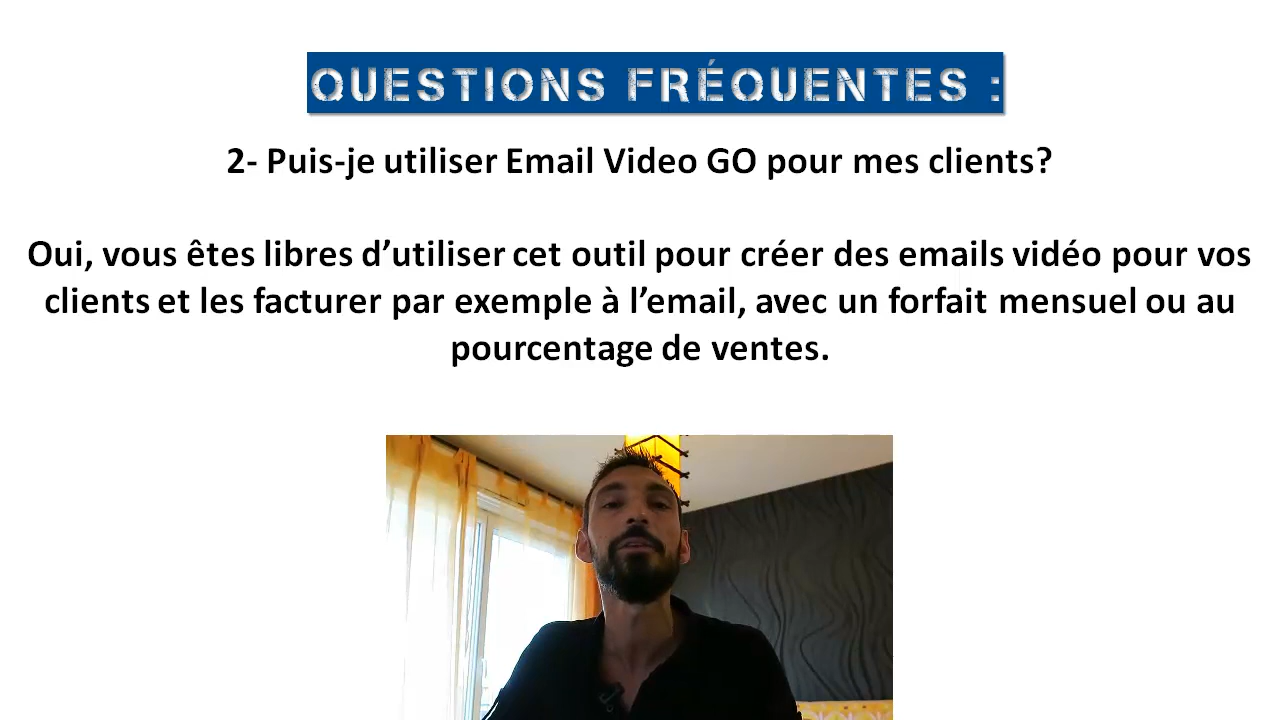 QUESTIONS FRÉQUENTES :
2- Puis-je utiliser Email Video GO pour mes clients?
Oui, vous êtes libres d’utiliser cet outil pour créer des emails vidéo pour vos
clients et les facturer par exemple à l’email, avec un forfait mensuel ou au
pourcentage de ventes.